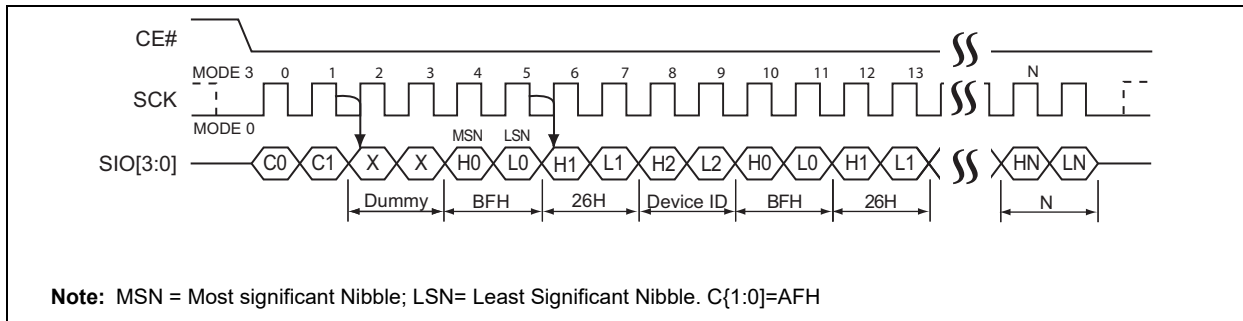 CE#
MODE 3 0 1 2 3 4 5 6 7 8 9 10 11 12 13 N
SCK
MODE 0
MSN LSN
SIO[3:0] C0 C1 X X H0 L0 H1 L1 H2 L2 H0 L0 H1 L1 HN LN
Dummy BFH 26H Device ID BFH 26H N
Note: MSN = Most significant Nibble; LSN= Least Significant Nibble. C{1:0]=AFH